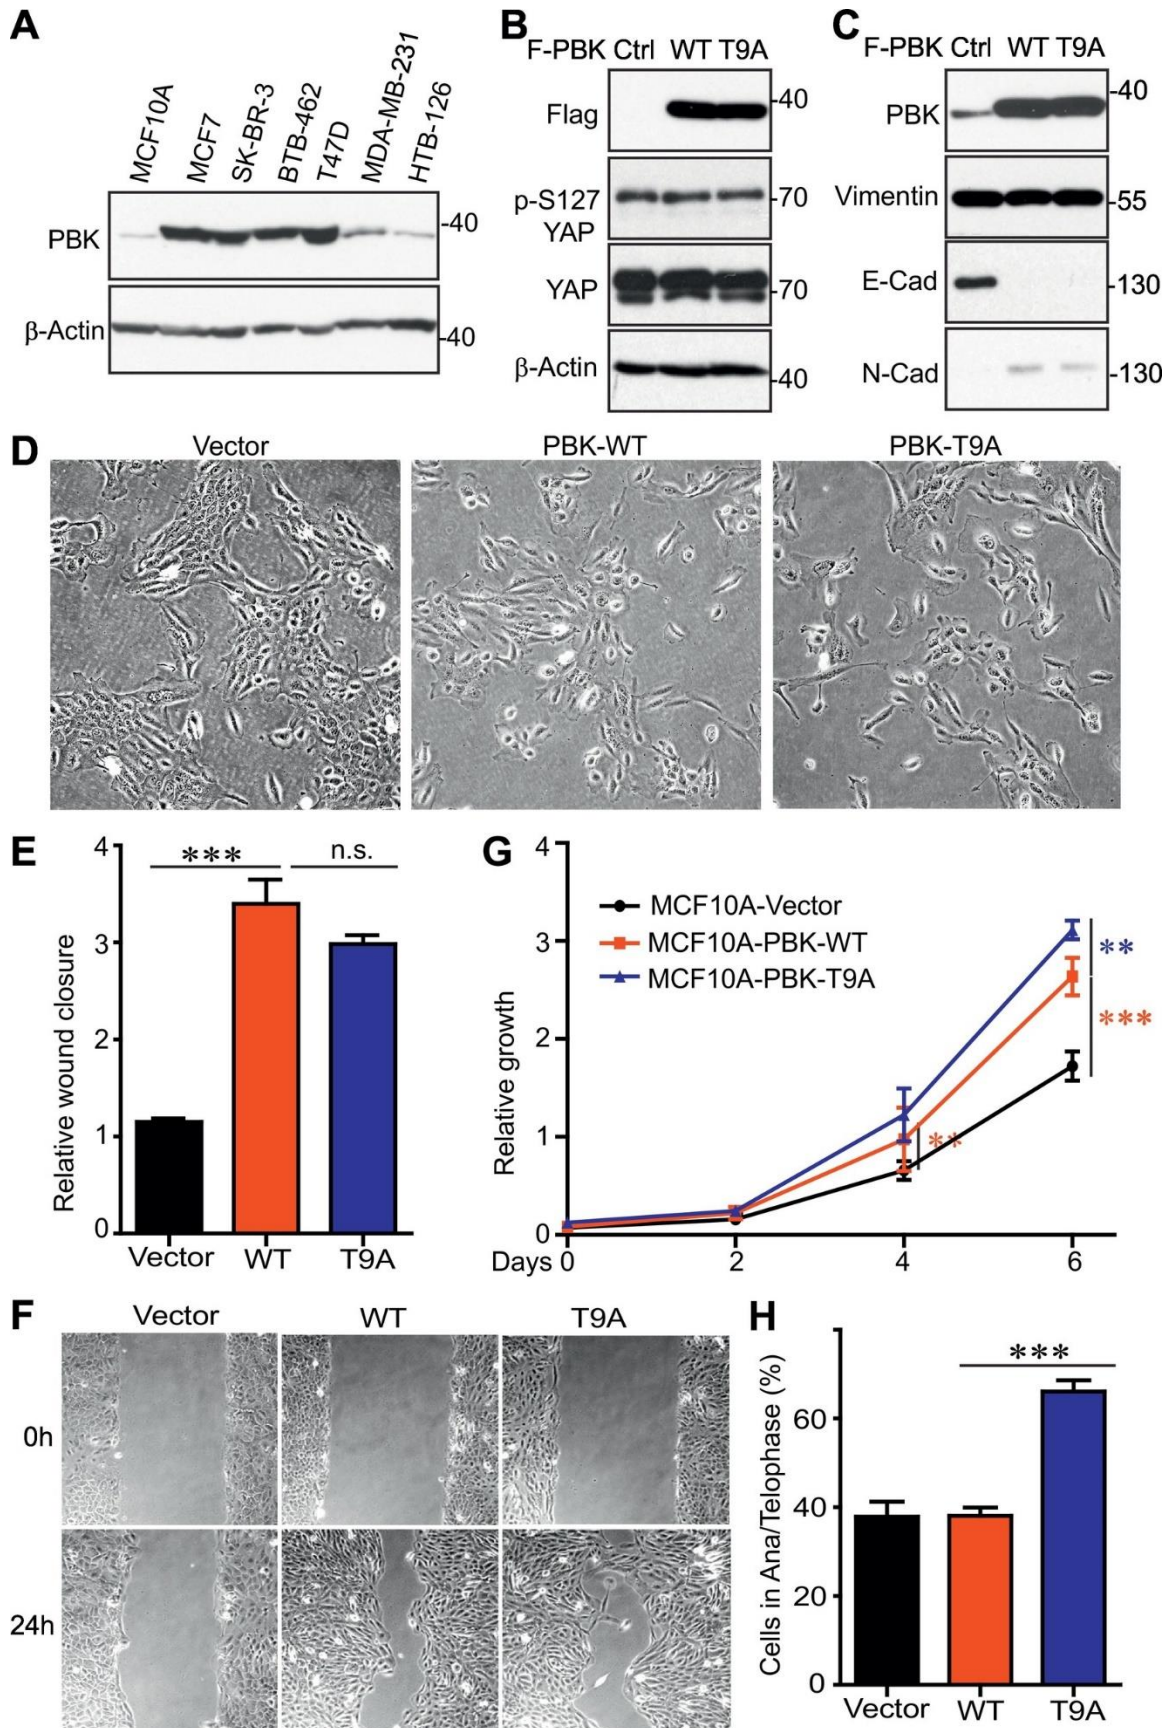 A
MCF10A
MCF7
SK-BR-3
BTB-462
T47D
MDA-MB-231
HTB-126
PBK
-40
β-Actin
-40
B
F-PBK Ctrl WT T9A
Flag
-40
p-S127
YAP
-70
YAP
-70
β-Actin
-40
C
F-PBK Ctrl WT T9A
PBK
-40
Vimentin
-55
E-Cad
-130
N-Cad
-130
D
Vector
PBK-WT
PBK-T9A
E
Relative wound closure
4
3
2
1
0
***
n.s.
Vector
WT
T9A
G
Relative growth
4
3
2
1
0
MCF10A-Vector
MCF10A-PBK-WT
MCF10A-PBK-T9A
**
***
**
Days 0 2 4 6
F
Vector
WT
T9A
0h
24h
H
Cells in Ana/Telophase (%)
60
40
20
0
***
Vector
WT
T9A